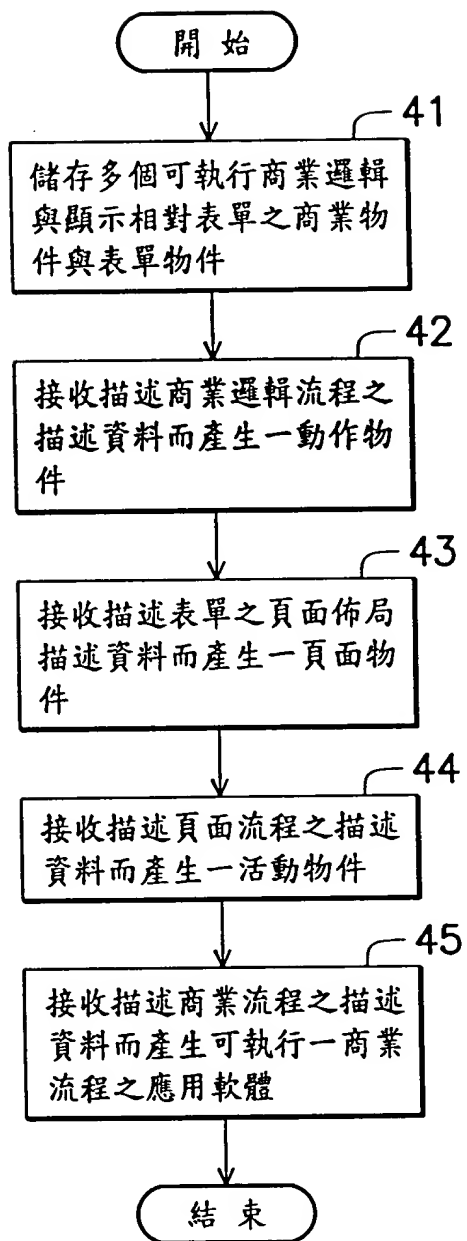 開始
41
儲存多個可執行商業邏輯
與顯示相對表單之商業物
件與表單物件
42
接收描述商業邏輯流程之
描述資料而產生一動作物
件
43
接收描述表單之頁面佈局
描述資料而產生一頁面物
件
44
接收描述頁面流程之描述
資料而產生一活動物件
45
接收描述商業流程之描述
資料而產生可執行一商業
流程之應用軟體
結束